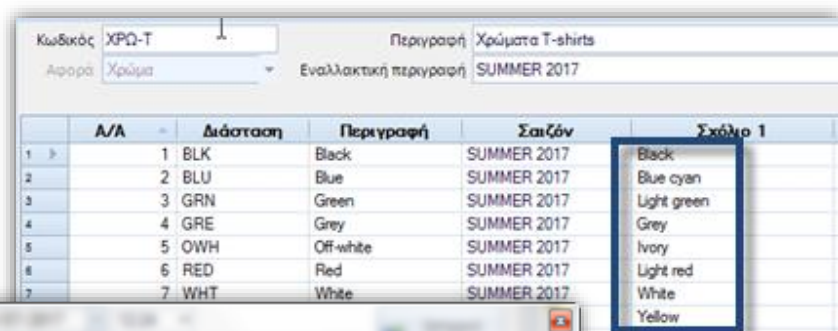 Κωδικός ΧΡΩ-Τ Περιγραφή Χρώματα T-shirts
Αφορά Χρώμα Εναλλακτική περιγραφή SUMMER 2017
Α/Α Διάσταση Περιγραφή Σαιζόν Σχόλιο 1
1 1 BLK Black SUMMER 2017 Black
2 2 BLU Blue SUMMER 2017 Blue cyan
3 3 GRN Green SUMMER 2017 Light green
4 4 GRE Grey SUMMER 2017 Grey
5 5 OWH Off-white SUMMER 2017 Ivory
6 6 RED Red SUMMER 2017 Light red
7 7 WHT White SUMMER 2017 White
Yellow